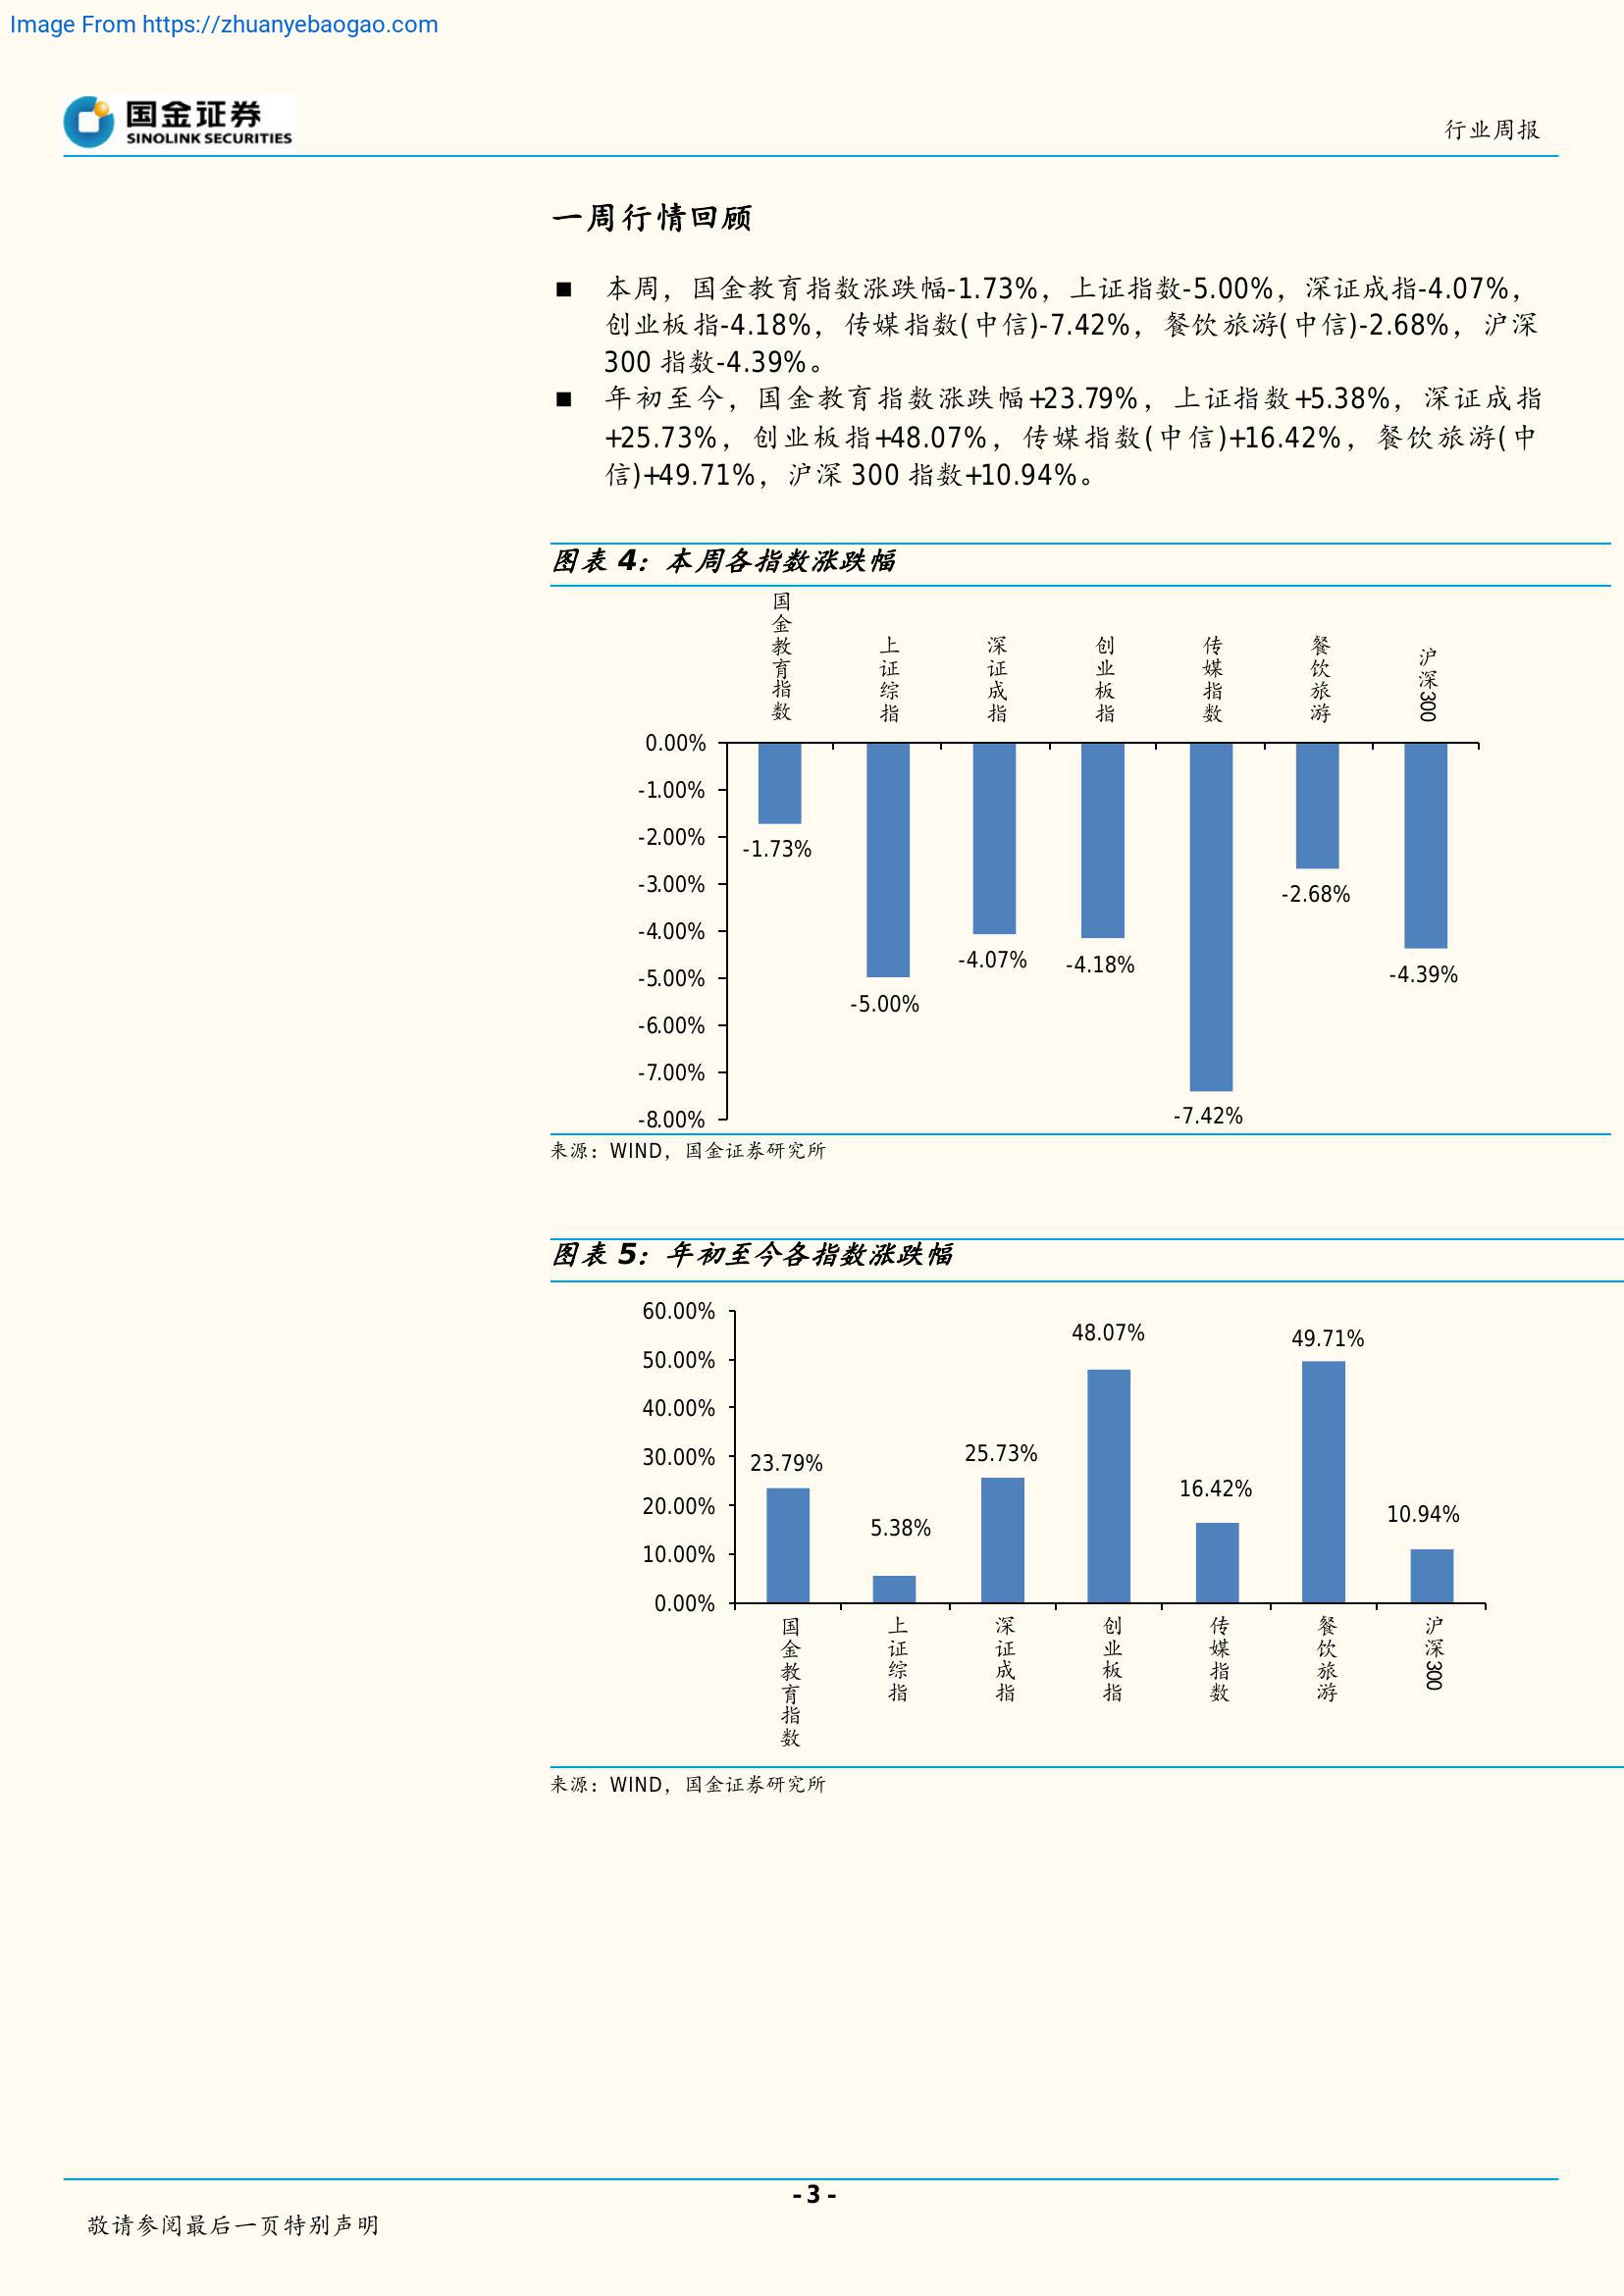 Image From https://zhuanyebaogao.com
国金证券
SINOLINK SECURITIES
行业周报
一周行情回顾
■ 本周，国金教育指数涨跌幅-1.73%，上证指数-5.00%，深证成指-4.07%，
创业板指-4.18%，传媒指数(中信)-7.42%，餐饮旅游(中信)-2.68%，沪深
300 指数-4.39%。
■ 年初至今，国金教育指数涨跌幅+23.79%，上证指数+5.38%，深证成指
+25.73%，创业板指+48.07%，传媒指数(中信)+16.42%，餐饮旅游(中
信)+49.71%，沪深 300 指数+10.94%。
图表 4：本周各指数涨跌幅
国金教育指数
上证综指
深证成指
创业板指
传媒指数
餐饮旅游
沪深300
0.00%
-1.00%
-2.00%
-3.00%
-4.00%
-5.00%
-6.00%
-7.00%
-8.00%
-1.73%
-5.00%
-4.07%
-4.18%
-7.42%
-2.68%
-4.39%
来源：WIND，国金证券研究所
图表 5：年初至今各指数涨跌幅
60.00%
50.00%
40.00%
30.00%
20.00%
10.00%
0.00%
23.79%
5.38%
25.73%
48.07%
16.42%
49.71%
10.94%
国金教育指数
上证综指
深证成指
创业板指
传媒指数
餐饮旅游
沪深300
来源：WIND，国金证券研究所
- 3 -
敬请参阅最后一页特别声明